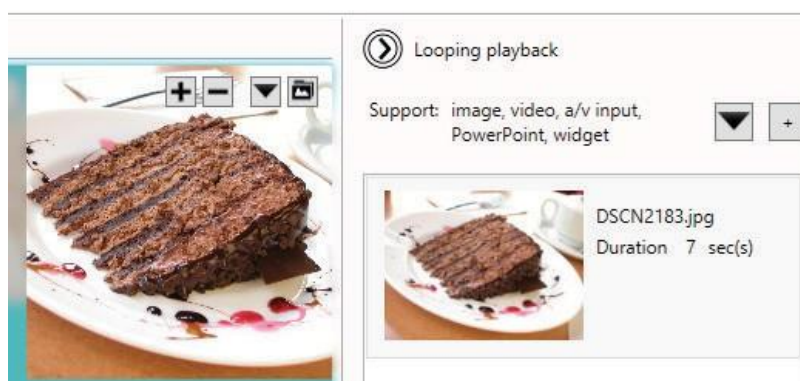 Looping playback
Support: image, video, a/v input,
PowerPoint, widget
+
DSCN2183.jpg
Duration 7 sec(s)